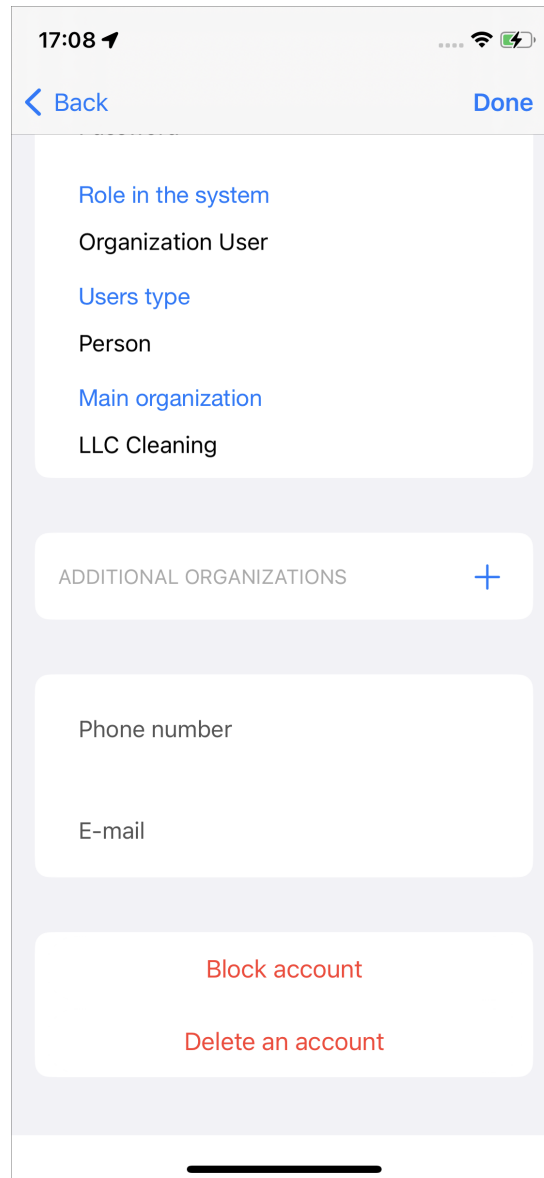 17:08
Back
Done
Role in the system
Organization User
Users type
Person
Main organization
LLC Cleaning
ADDITIONAL ORGANIZATIONS
Phone number
E-mail
Block account
Delete an account